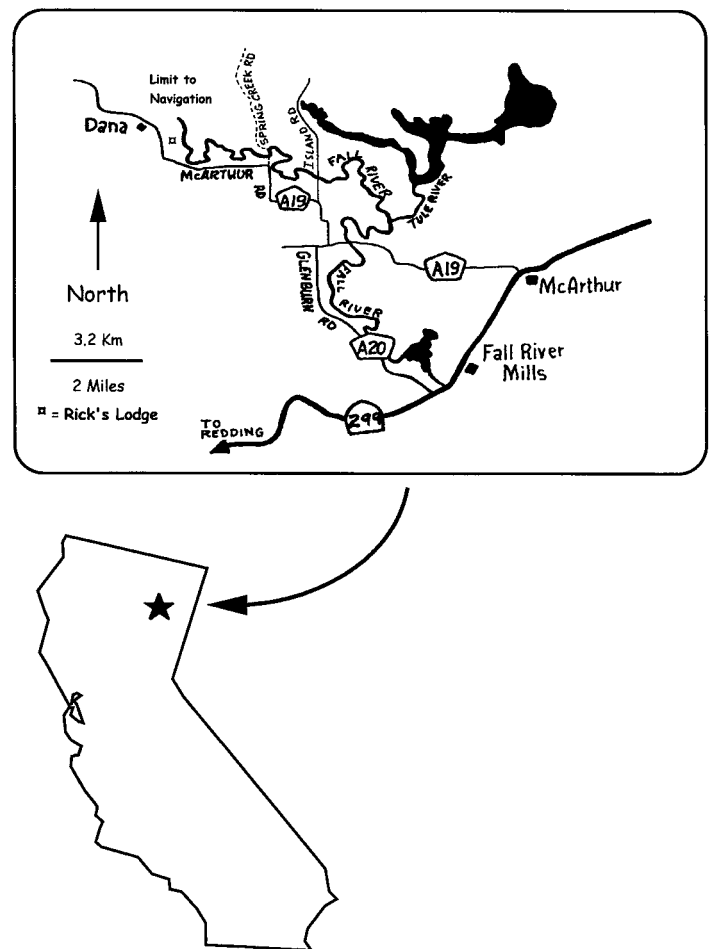 Limit to
Navigation
SPRING CREEK RD
ISLAND RD
Dana
McARTHUR
RD
A19
FALL
RIVER
TULE RIVER
North
GLENBURN
RD
FALL
RIVER
A19
McArthur
3.2 Km
2 Miles
A20
Fall River
Mills
¤ = Rick's Lodge
TO
REDDING
299